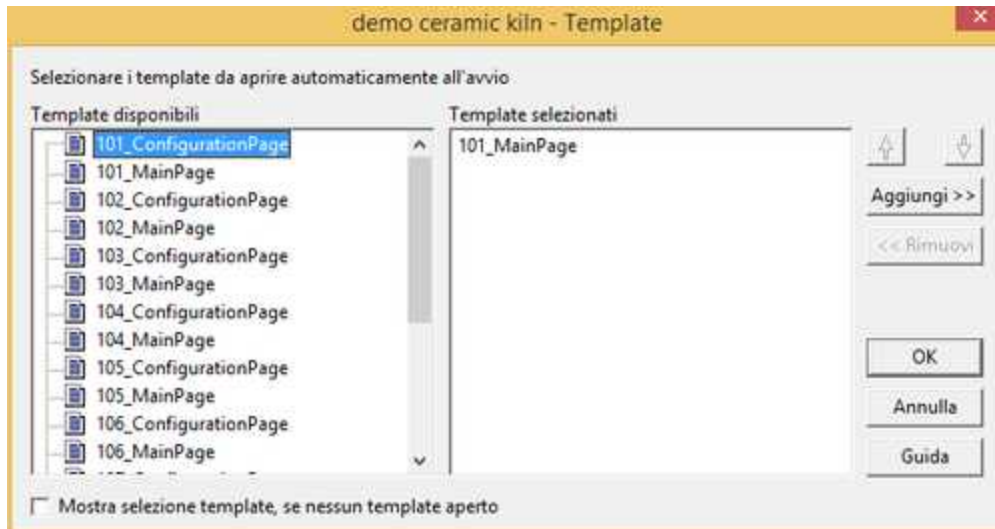 demo ceramic kiln - Template
Selezionare i template da aprire automaticamente all'avvio
Template disponibili
Template selezionati
101_ConfigurationPage
101_MainPage
102_ConfigurationPage
102_MainPage
103_ConfigurationPage
103_MainPage
104_ConfigurationPage
104_MainPage
105_ConfigurationPage
105_MainPage
106_ConfigurationPage
106_MainPage
101_MainPage
Aggiungi >>
<< Rimuovi
OK
Annulla
Guida
Mostra selezione template, se nessun template aperto